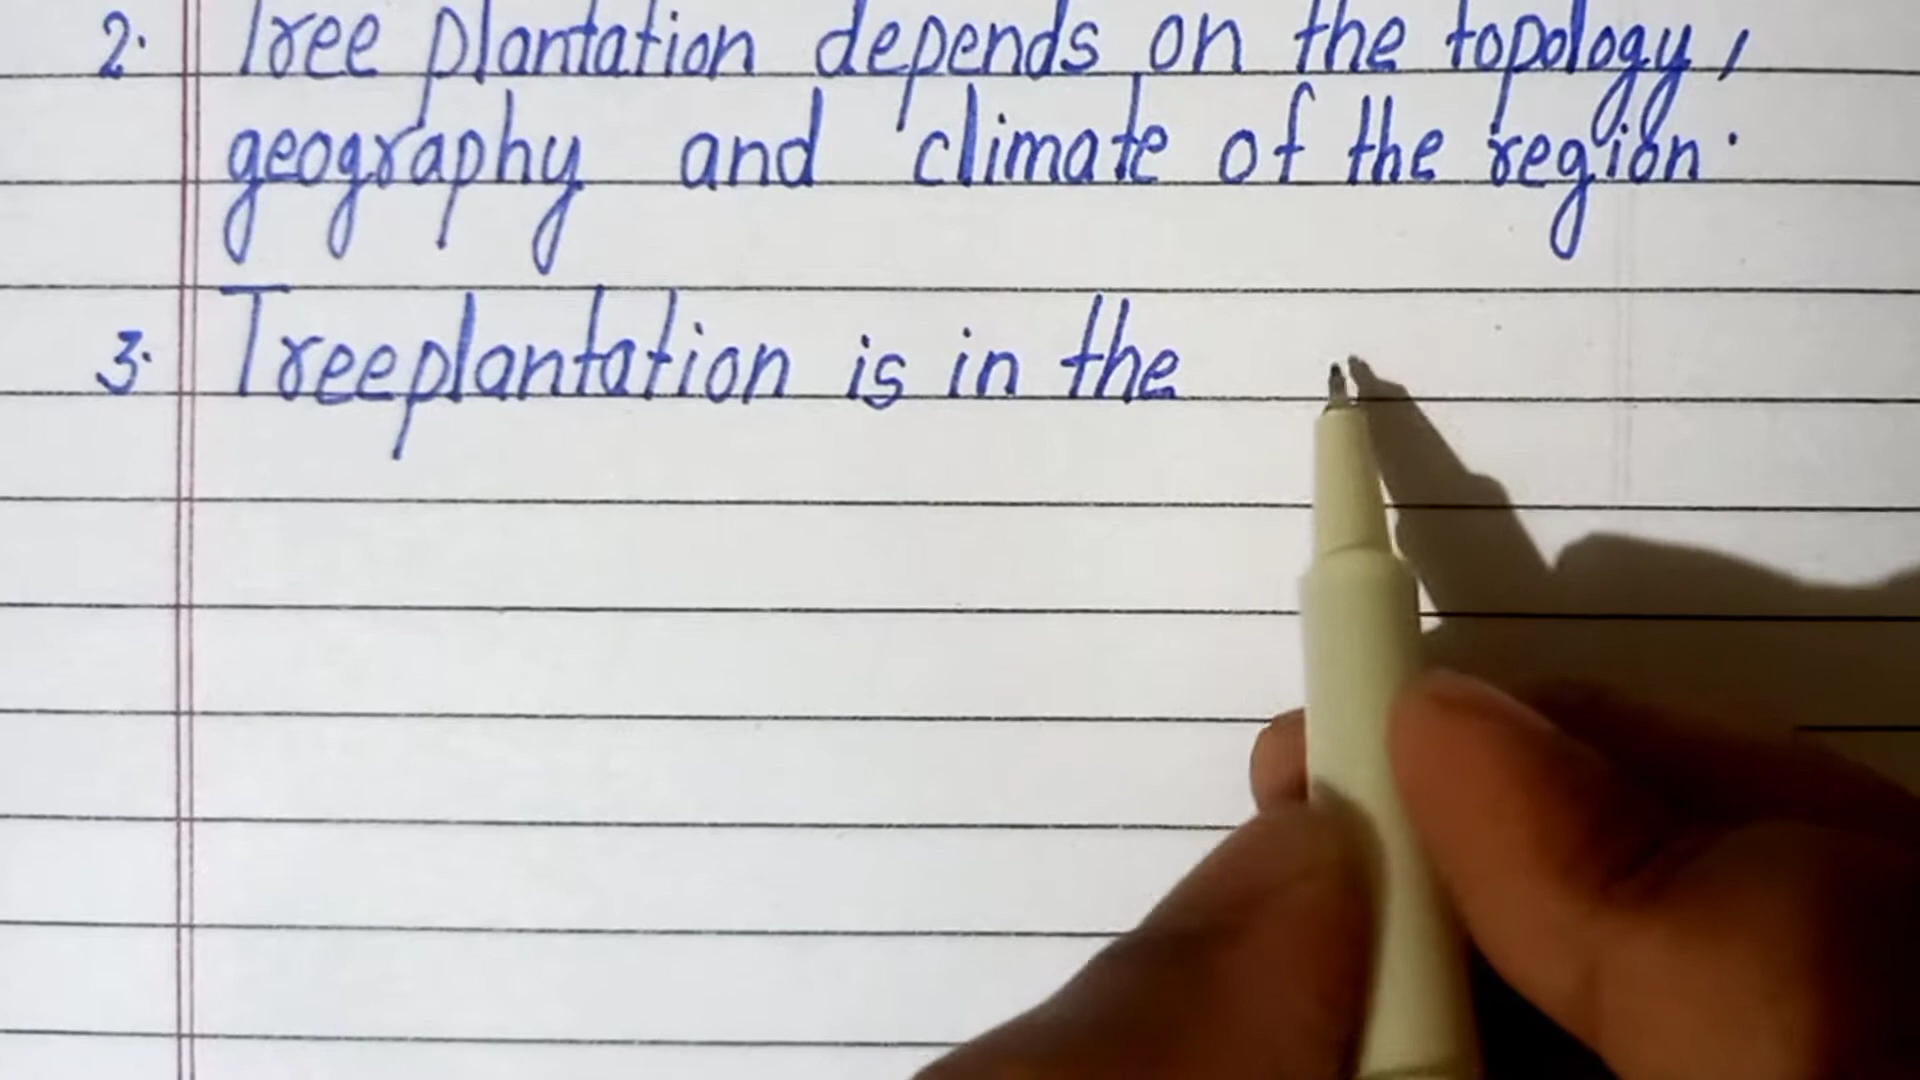 2. Tree plantation depends on the topology,
geography and climate of the region.
3. Treeplantation is in the